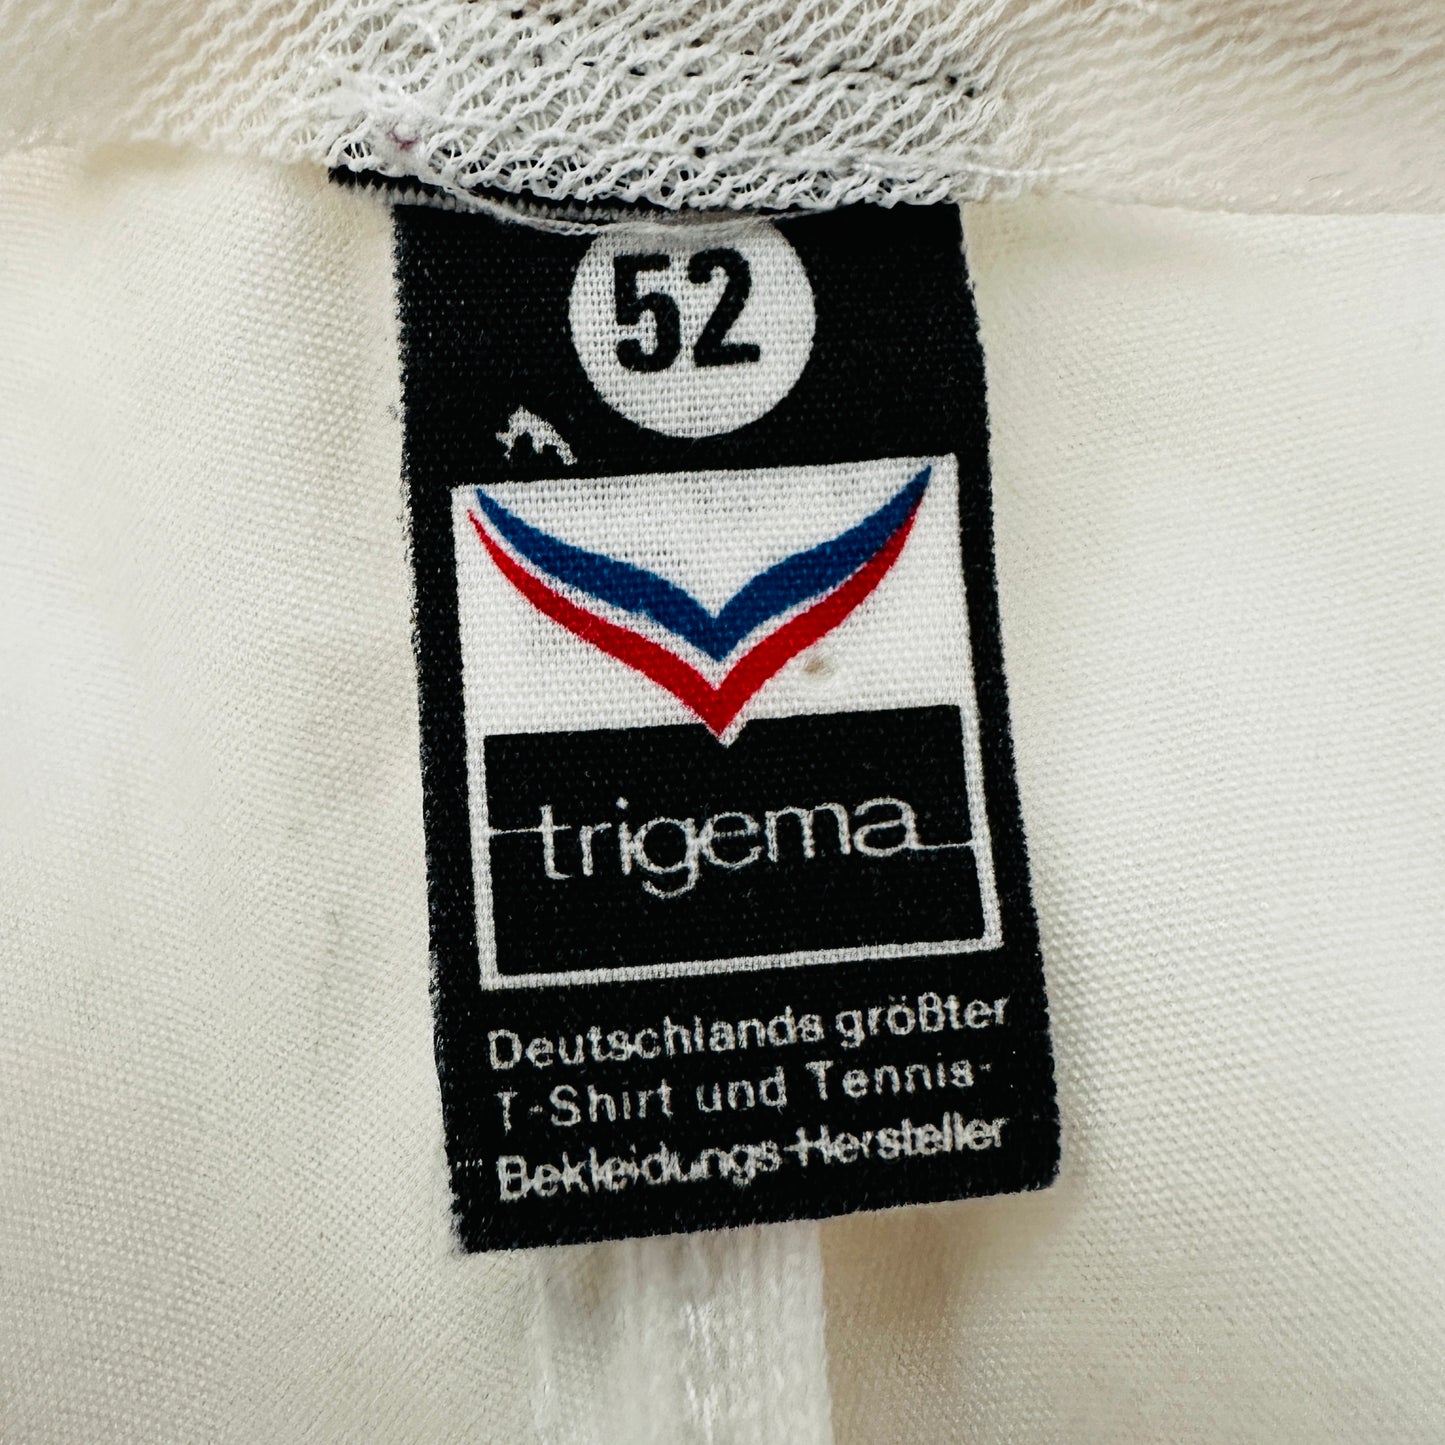 52
trigema
Deutschlands größter
T-Shirt und Tennis-
Bekleidungs-Hersteller